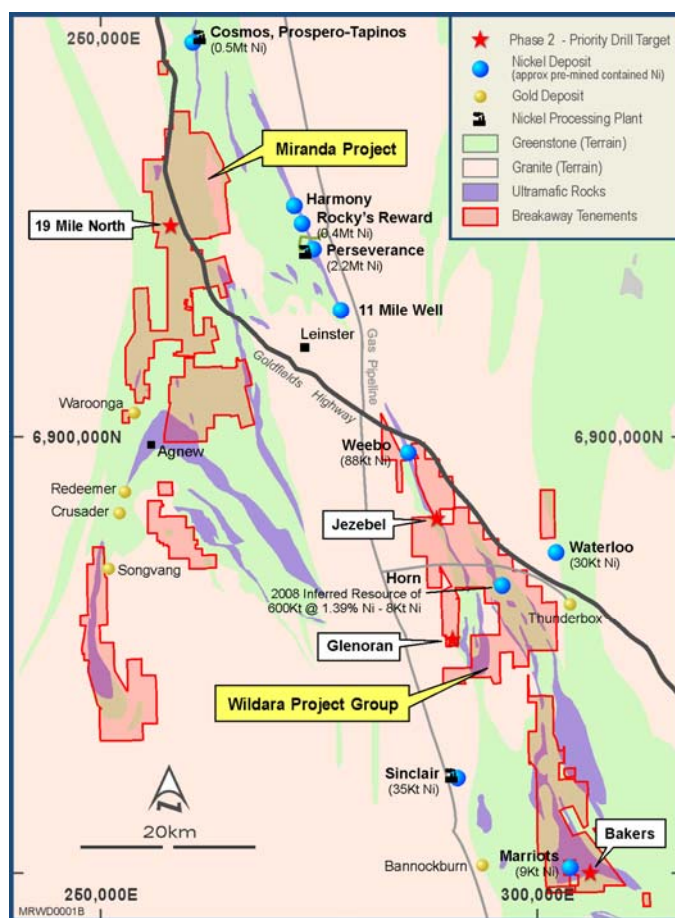 250,000E
Cosmos, Prospero-Tapinos
(0.5Mt Ni)
Phase 2 - Priority Drill Target
Nickel Deposit
(approx pre-mined contained Ni)
Gold Deposit
Nickel Processing Plant
Greenstone (Terrain)
Granite (Terrain)
Ultramafic Rocks
Breakaway Tenements
Miranda Project
Harmony
19 Mile North
Rocky's Reward
(0.4Mt Ni)
Perseverance
(2.2Mt Ni)
11 Mile Well
Leinster
Gas Pipeline
Goldfields Highway
Waroonga
6,900,000N
6,900,000N
Agnew
Weebo
(88Kt Ni)
Redeemer
Crusader
Jezebel
Waterloo
(30Kt Ni)
Songvang
Horn
2008 Inferred Resource of
600Kt @ 1.39% Ni - 8Kt Ni
Thunderbox
Glenoran
Wildara Project Group
Sinclair
(35Kt Ni)
N
20km
Bakers
Bannockburn
Marriots
(9Kt Ni)
250,000E
300,000E
MRWD0001B